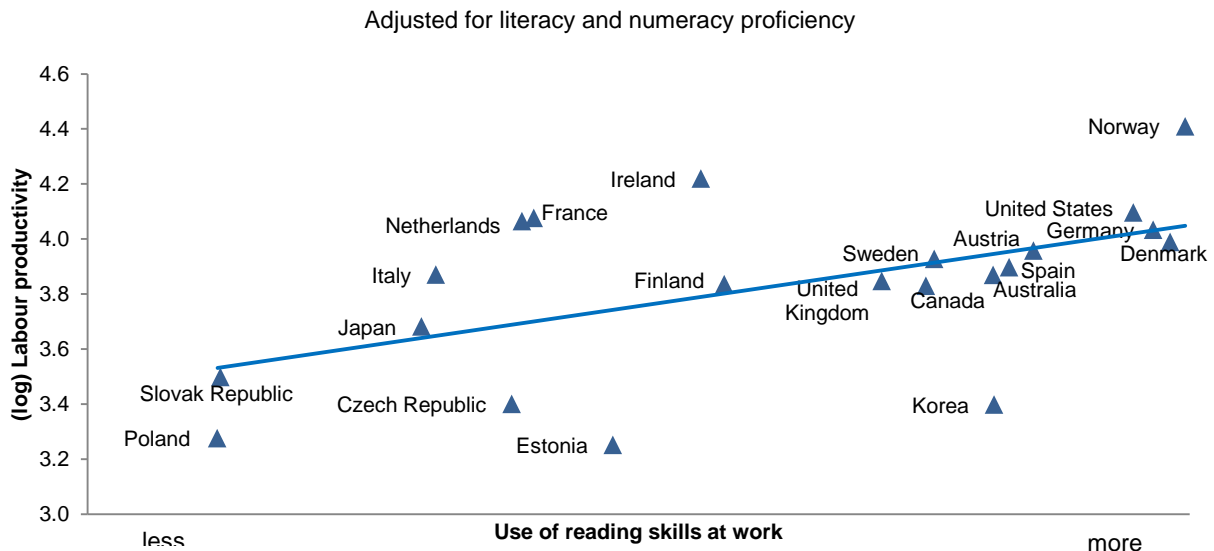 Adjusted for literacy and numeracy proficiency
(log) Labour productivity
4.6
4.4
4.2
4.0
3.8
3.6
3.4
3.2
3.0
Norway
Ireland
United States
France
Netherlands
Germany
Austria
Denmark
Sweden
Italy
Finland
Spain
United
Kingdom
Australia
Canada
Japan
Slovak Republic
Czech Republic
Korea
Poland
Estonia
less
Use of reading skills at work
more